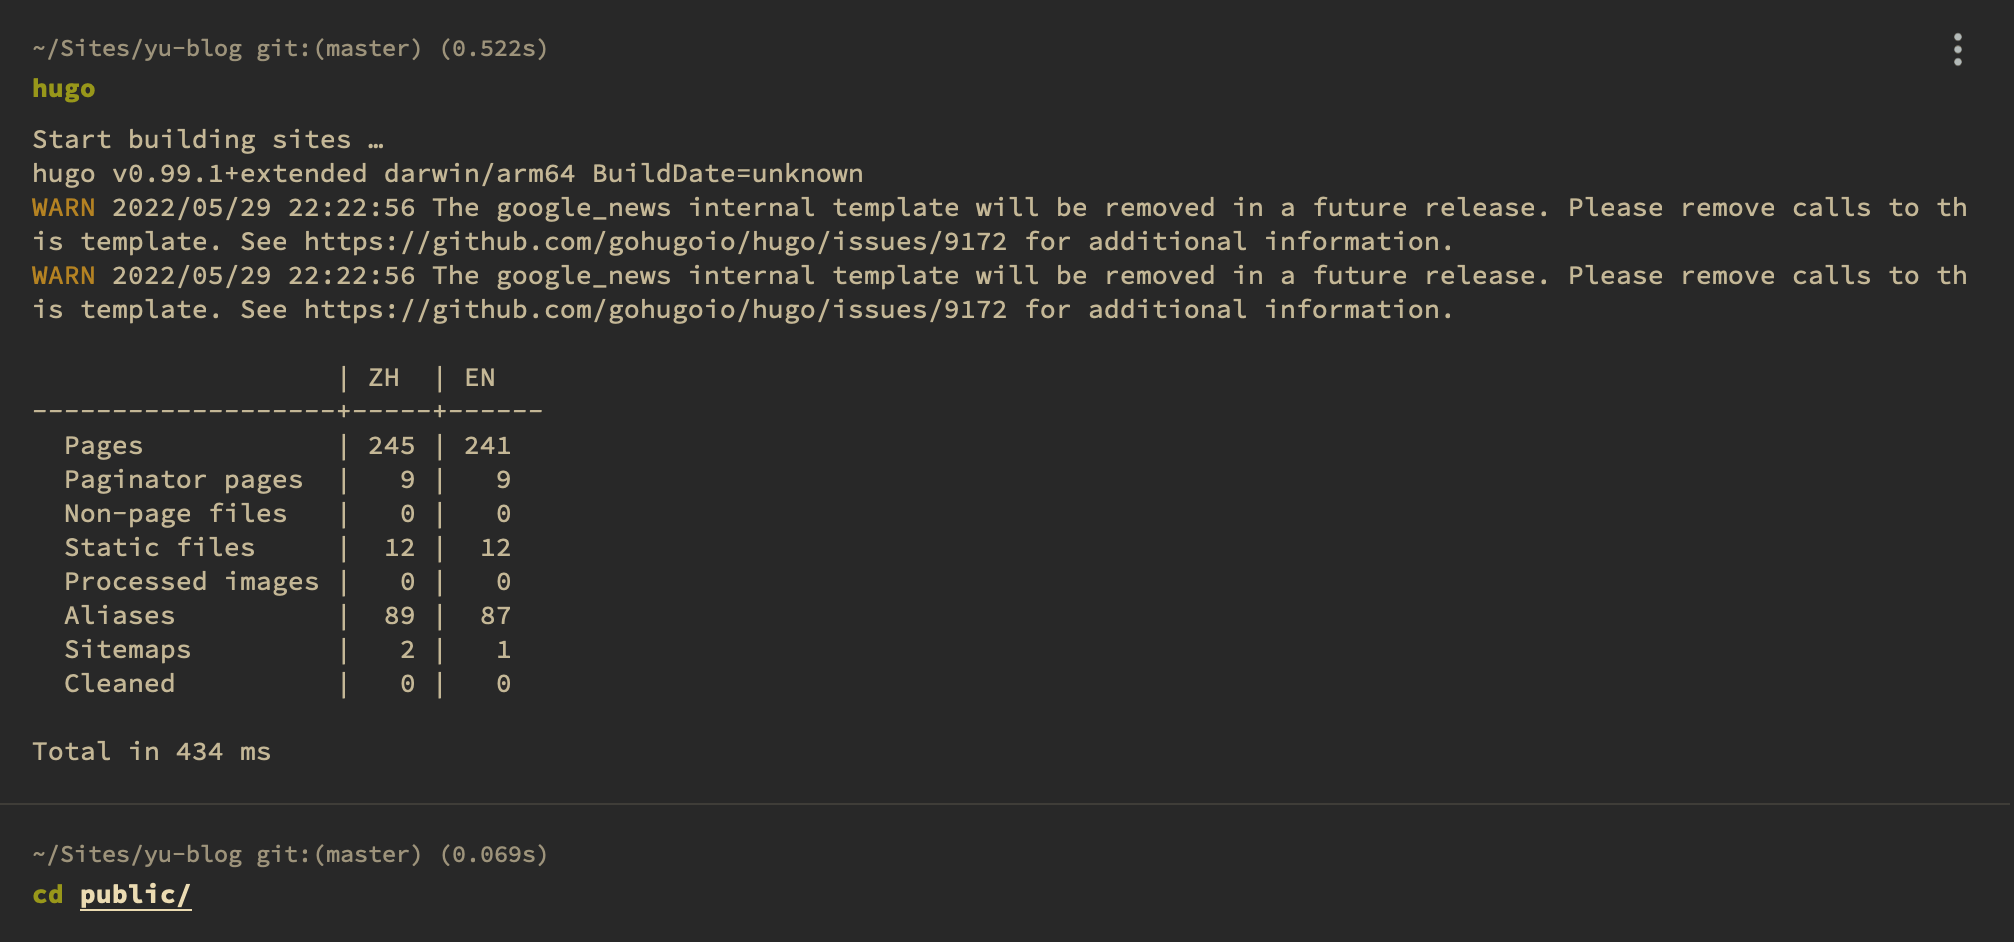 ~/Sites/yu-blog git:(master) (0.522s)
hugo
Start building sites …
hugo v0.99.1+extended darwin/arm64 BuildDate=unknown
WARN 2022/05/29 22:22:56 The google_news internal template will be removed in a future release. Please remove calls to th
is template. See https://github.com/gohugoio/hugo/issues/9172 for additional information.
WARN 2022/05/29 22:22:56 The google_news internal template will be removed in a future release. Please remove calls to th
is template. See https://github.com/gohugoio/hugo/issues/9172 for additional information.
                   | ZH  | EN
-------------------+-----+------
  Pages            | 245 | 241
  Paginator pages  |   9 |   9
  Non-page files   |   0 |   0
  Static files     |  12 |  12
  Processed images |   0 |   0
  Aliases          |  89 |  87
  Sitemaps         |   2 |   1
  Cleaned          |   0 |   0
Total in 434 ms
~/Sites/yu-blog git:(master) (0.069s)
cd public/